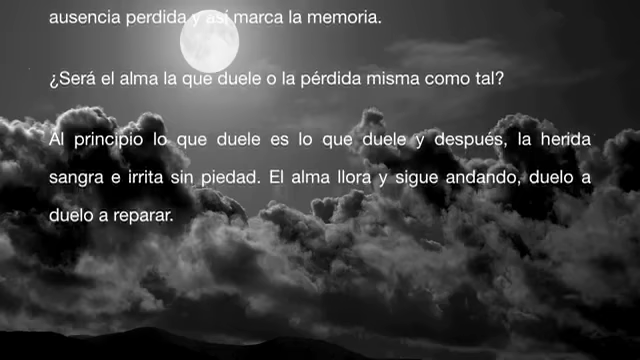 ausencia perdida y así marca la memoria.
¿Será el alma la que duele o la pérdida misma como tal?
Al principio lo que duele es lo que duele y después, la herida
sangra e irrita sin piedad. El alma llora y sigue andando, duelo a
duelo a reparar.